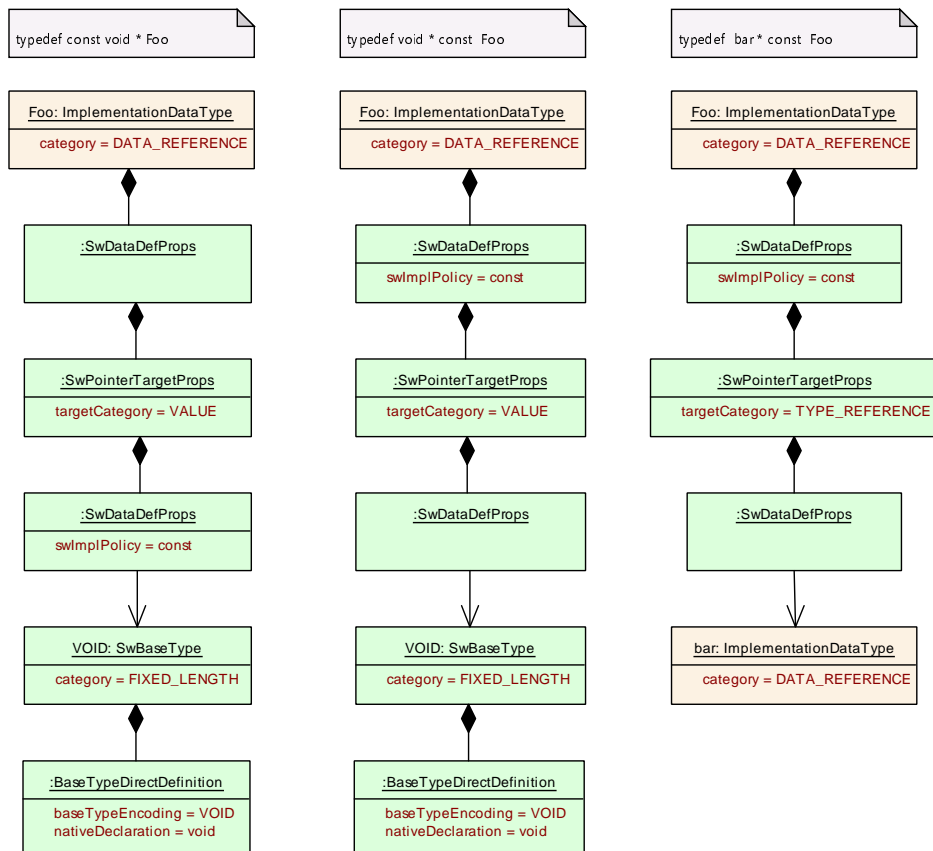 typedef const void * Foo
Foo: ImplementationDataType
category = DATA_REFERENCE
:SwDataDefProps
:SwPointerTargetProps
targetCategory = VALUE
:SwDataDefProps
swImplPolicy = const
VOID: SwBaseType
category = FIXED_LENGTH
:BaseTypeDirectDefinition
baseTypeEncoding = VOID
nativeDeclaration = void
typedef void * const Foo
Foo: ImplementationDataType
category = DATA_REFERENCE
:SwDataDefProps
swImplPolicy = const
:SwPointerTargetProps
targetCategory = VALUE
:SwDataDefProps
VOID: SwBaseType
category = FIXED_LENGTH
:BaseTypeDirectDefinition
baseTypeEncoding = VOID
nativeDeclaration = void
typedef bar * const Foo
Foo: ImplementationDataType
category = DATA_REFERENCE
:SwDataDefProps
swImplPolicy = const
:SwPointerTargetProps
targetCategory = TYPE_REFERENCE
:SwDataDefProps
bar: ImplementationDataType
category = DATA_REFERENCE